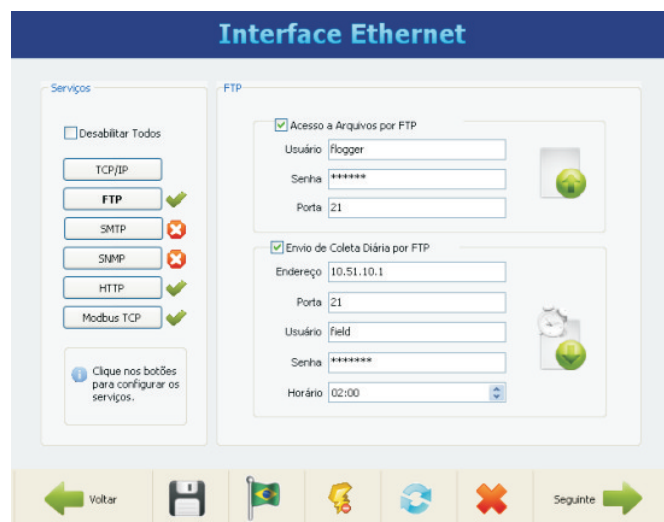 Interface Ethernet
Serviços
Desabilitar Todos
TCP/IP
FTP
SMTP
SNMP
HTTP
Modbus TCP
Clique nos botões
para configurar os
serviços.
FTP
Acesso a Arquivos por FTP
Usuário flogger
Senha ******
Porta 21
Envio de Coleta Diária por FTP
Endereço 10.51.10.1
Porta 21
Usuário field
Senha *******
Horário 02:00
Voltar
Seguinte